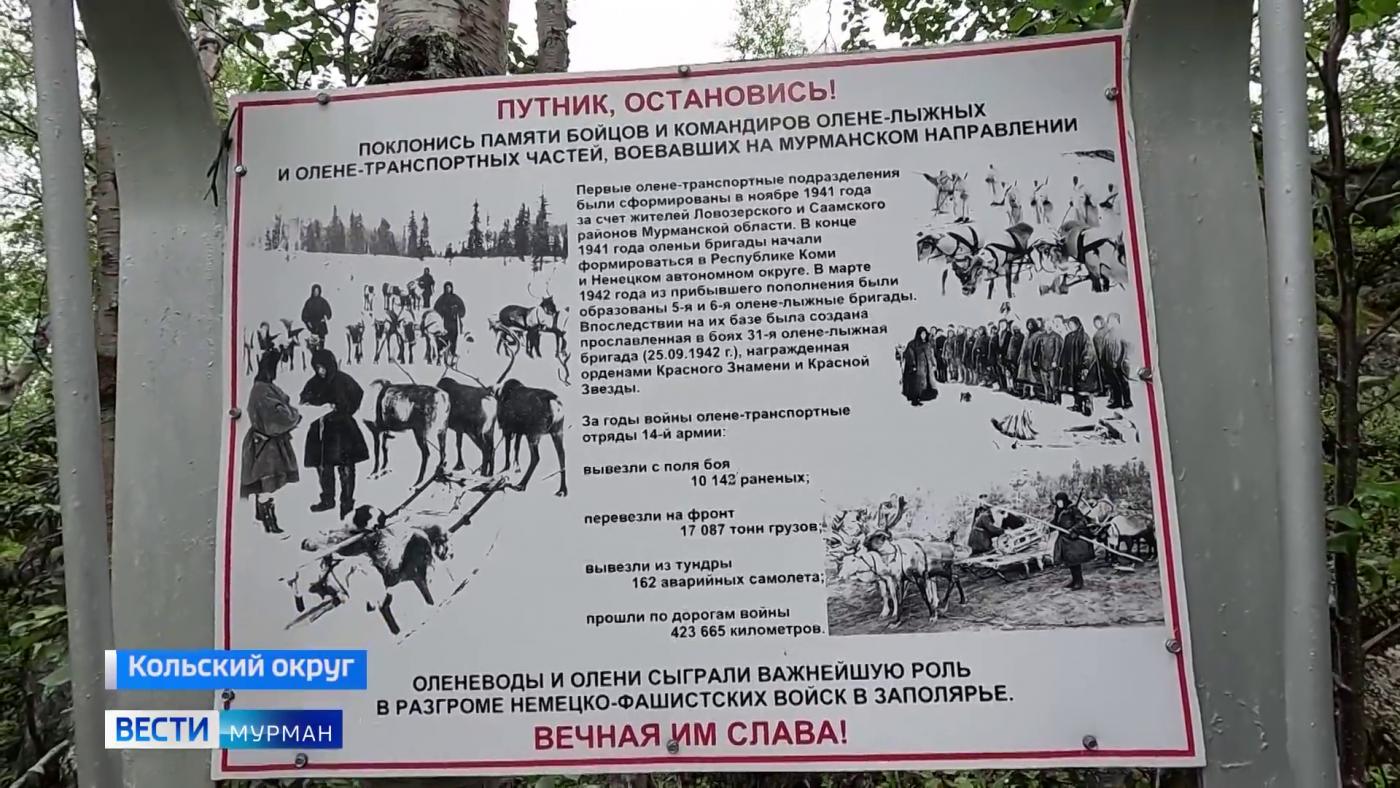 ПУТНИК, ОСТАНОВИСЬ!
ПОКЛОНИСЬ ПАМЯТИ БОЙЦОВ И КОМАНДИРОВ ОЛЕНЕ-ЛЫЖНЫХ
И ОЛЕНЕ-ТРАНСПОРТНЫХ ЧАСТЕЙ, ВОЕВАВШИХ НА МУРМАНСКОМ НАПРАВЛЕНИИ
Первые олене-транспортные подразделения
были сформированы в ноябре 1941 года
за счет жителей Ловозерского и Саамского
районов Мурманской области. В конце
1941 года оленьи бригады начали
формироваться в Республике Коми
и Ненецком автономном округе. В марте
1942 года из прибывшего пополнения были
образованы 5-я и 6-я олене-лыжные бригады.
Впоследствии на их базе была создана
прославленная в боях 31-я олене-лыжная
бригада (25.09.1942 г.), награжденная
орденами Красного Знамени и Красной
Звезды.
За годы войны олене-транспортные
отряды 14-й армии:
вывезли с поля боя
10 142 раненых;
перевезли на фронт
17 087 тонн грузов;
вывезли из тундры
162 аварийных самолета;
прошли по дорогам войны
423 665 километров.
ОЛЕНЕВОДЫ И ОЛЕНИ СЫГРАЛИ ВАЖНЕЙШУЮ РОЛЬ
В РАЗГРОМЕ НЕМЕЦКО-ФАШИСТСКИХ ВОЙСК В ЗАПОЛЯРЬЕ.
ВЕЧНАЯ ИМ СЛАВА!
Кольский округ
ВЕСТИ МУРМАН